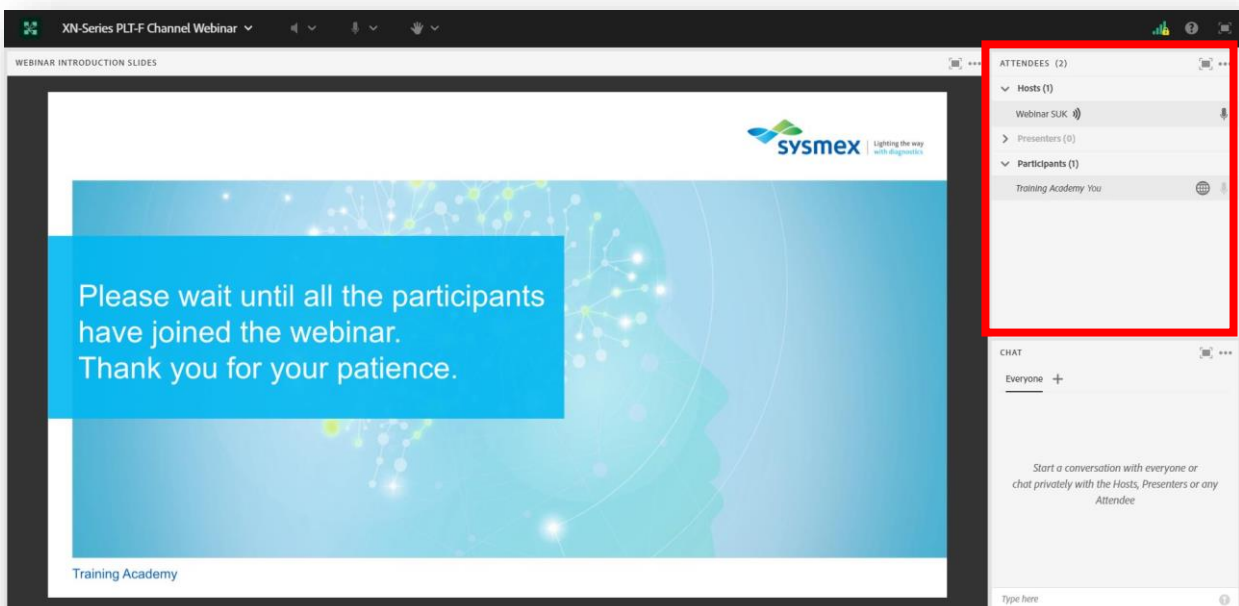 XN-Series PLT-F Channel Webinar
WEBINAR INTRODUCTION SLIDES
sysmex
Lighting the way
with diagnostics
Please wait until all the participants
have joined the webinar.
Thank you for your patience.
Training Academy
ATTENDEES (2)
Hosts (1)
Webinar SUK
Presenters (0)
Participants (1)
Training Academy You
CHAT
Everyone
Start a conversation with everyone or
chat privately with the Hosts, Presenters or any
Attendee
Type here